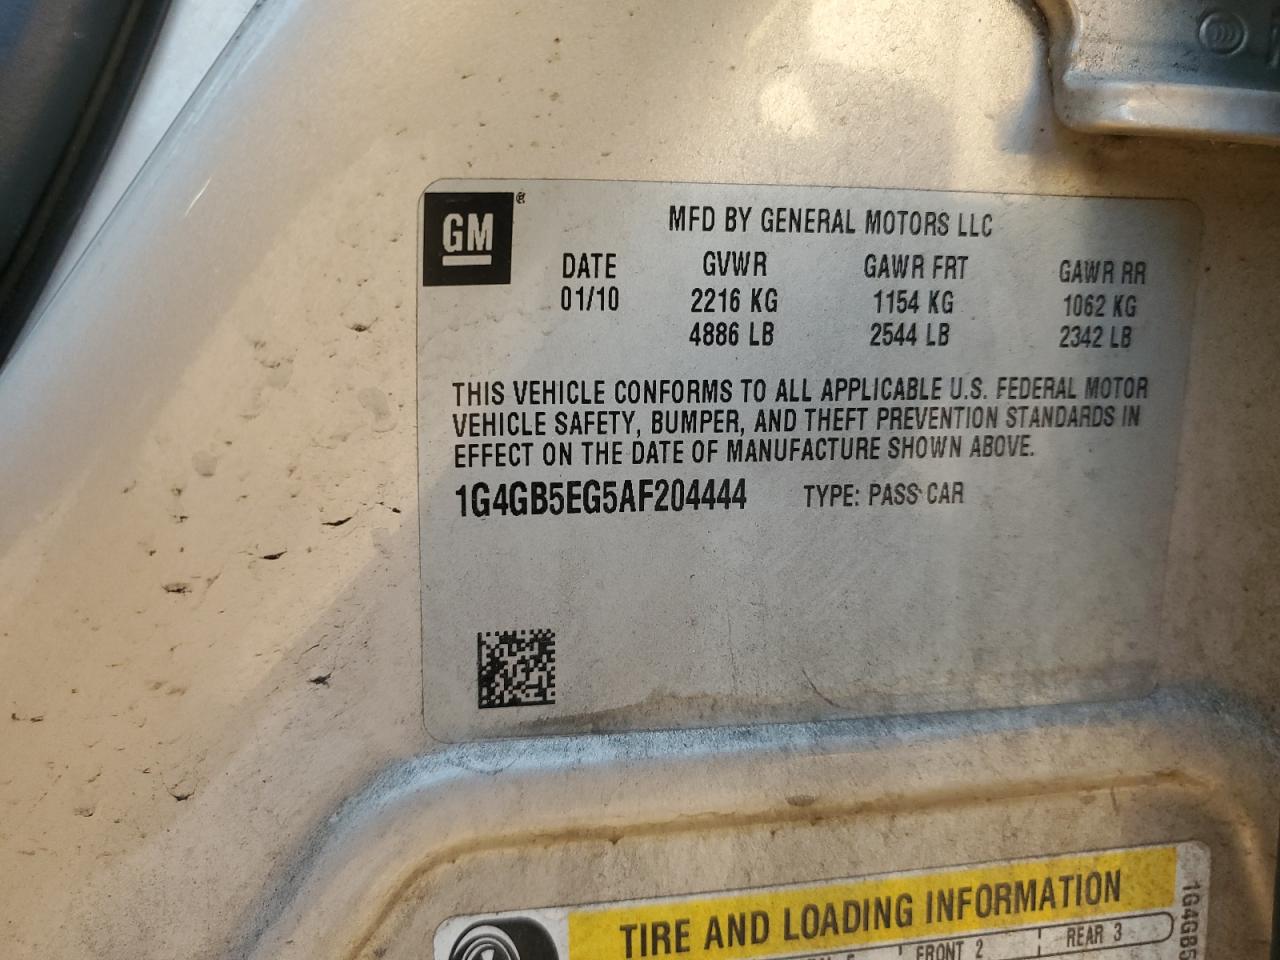 GM®
MFD BY GENERAL MOTORS LLC
DATE GVWR GAWR FRT GAWR RR
01/10 2216 KG 1154 KG 1062 KG
4886 LB 2544 LB 2342 LB
THIS VEHICLE CONFORMS TO ALL APPLICABLE U.S. FEDERAL MOTOR
VEHICLE SAFETY, BUMPER, AND THEFT PREVENTION STANDARDS IN
EFFECT ON THE DATE OF MANUFACTURE SHOWN ABOVE.
1G4GB5EG5AF204444 TYPE: PASS CAR
TIRE AND LOADING INFORMATION
FRONT 2 REAR 3
1G4GB5